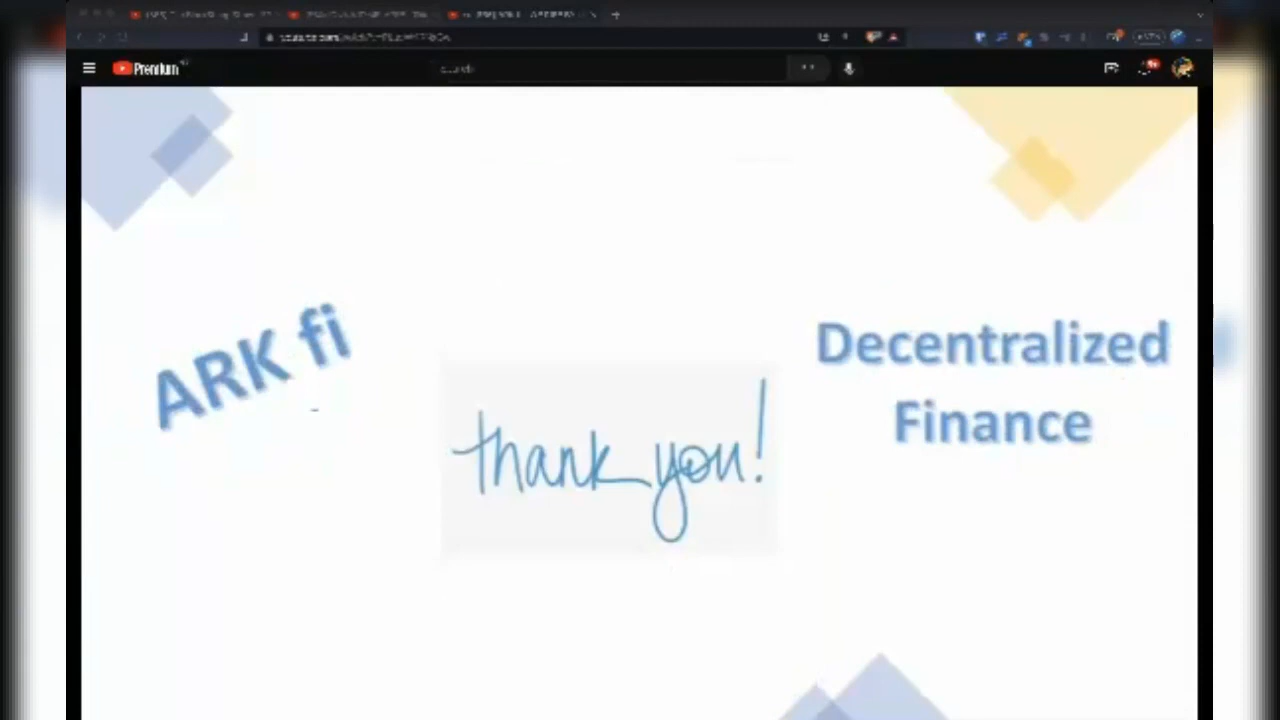 Premium
ARK fi
thank you!
Decentralized
Finance